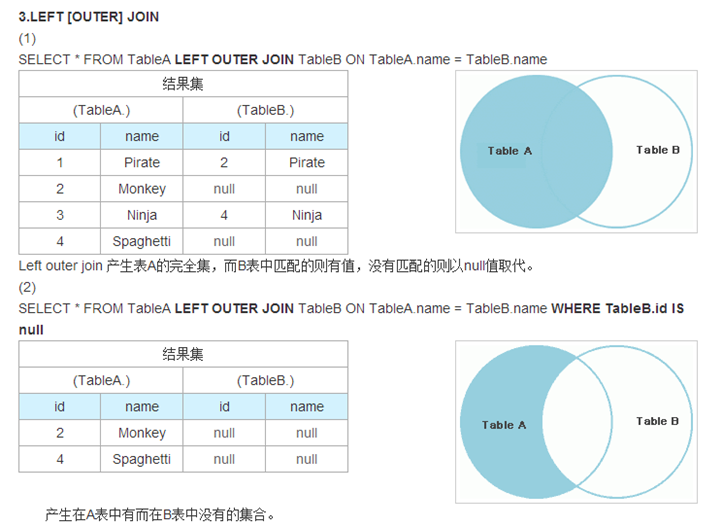 3.LEFT [OUTER] JOIN
(1)
SELECT * FROM TableA LEFT OUTER JOIN TableB ON TableA.name = TableB.name
结果集
(TableA.) (TableB.)
id name id name
1 Pirate 2 Pirate
2 Monkey null null
3 Ninja 4 Ninja
4 Spaghetti null null
Table A Table B
Left outer join 产生表A的完全集，而B表中匹配的则有值，没有匹配的则以null值取代。
(2)
SELECT * FROM TableA LEFT OUTER JOIN TableB ON TableA.name = TableB.name WHERE TableB.id IS
null
结果集
(TableA.) (TableB.)
id name id name
2 Monkey null null
4 Spaghetti null null
Table A Table B
产生在A表中有而在B表中没有的集合。